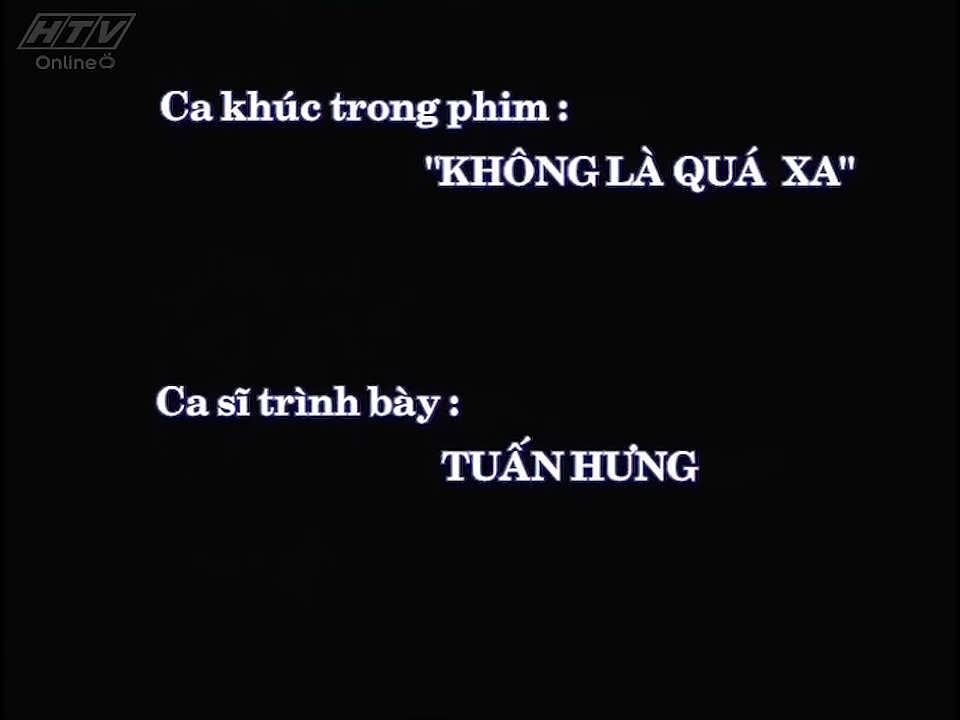 HTV
Online
Ca khúc trong phim :
"KHÔNG LÀ QUÁ XA"
Ca sĩ trình bày :
TUẤN HƯNG